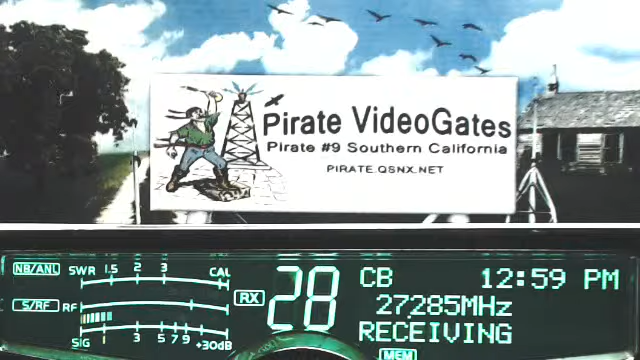 Pirate VideoGates
Pirate #9 Southern California
PIRATE.QSNX.NET
NB/ANL SWR 1.5 2 3 CAL
S/RF RF
SIG 1 3 5 7 9 +30dB
RX 28
CB 12:59 PM
27285MHz
RECEIVING
MEM